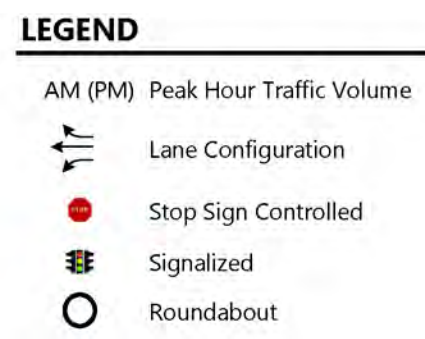 LEGEND
AM (PM) Peak Hour Traffic Volume
Lane Configuration
STOP
Stop Sign Controlled
Signalized
Roundabout